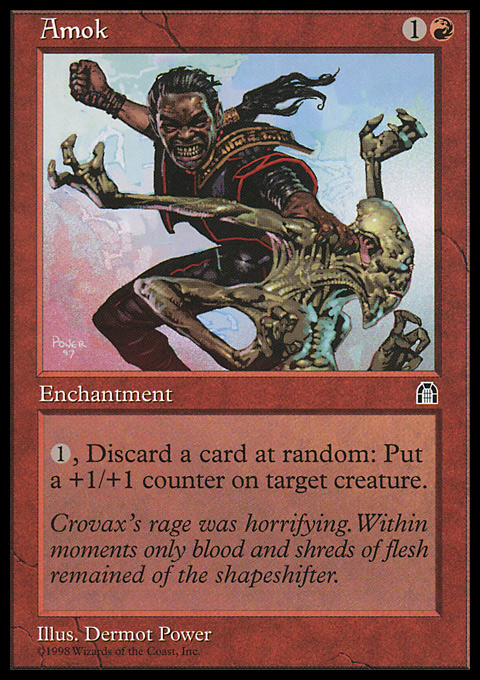 Amok 1
POWER
97
Enchantment
1, Discard a card at random: Put
a +1/+1 counter on target creature.
Crovax's rage was horrifying. Within
moments only blood and shreds of flesh
remained of the shapeshifter.
Illus. Dermot Power
©1998 Wizards of the Coast, Inc.